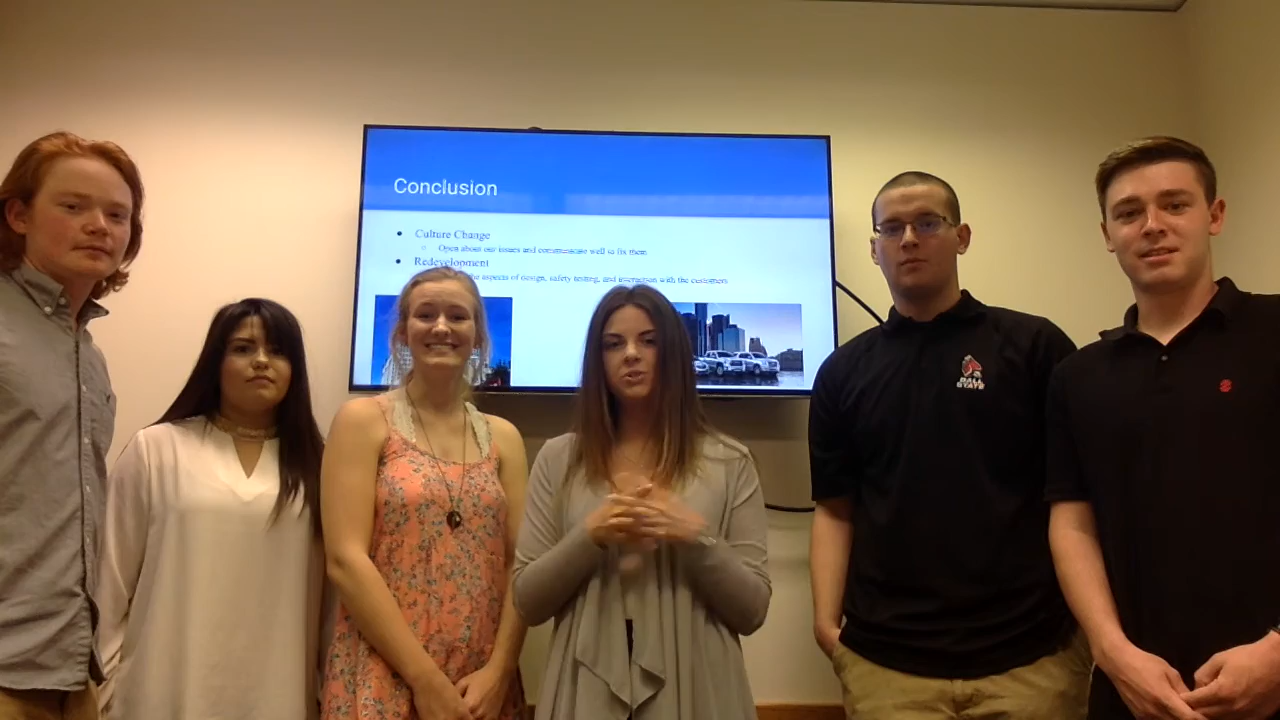 Conclusion
Culture Change
Open about our issues and communicate well to fix them
Redevelopment
aspects of design, safety testing, and interaction with the customers
BALL
STATE